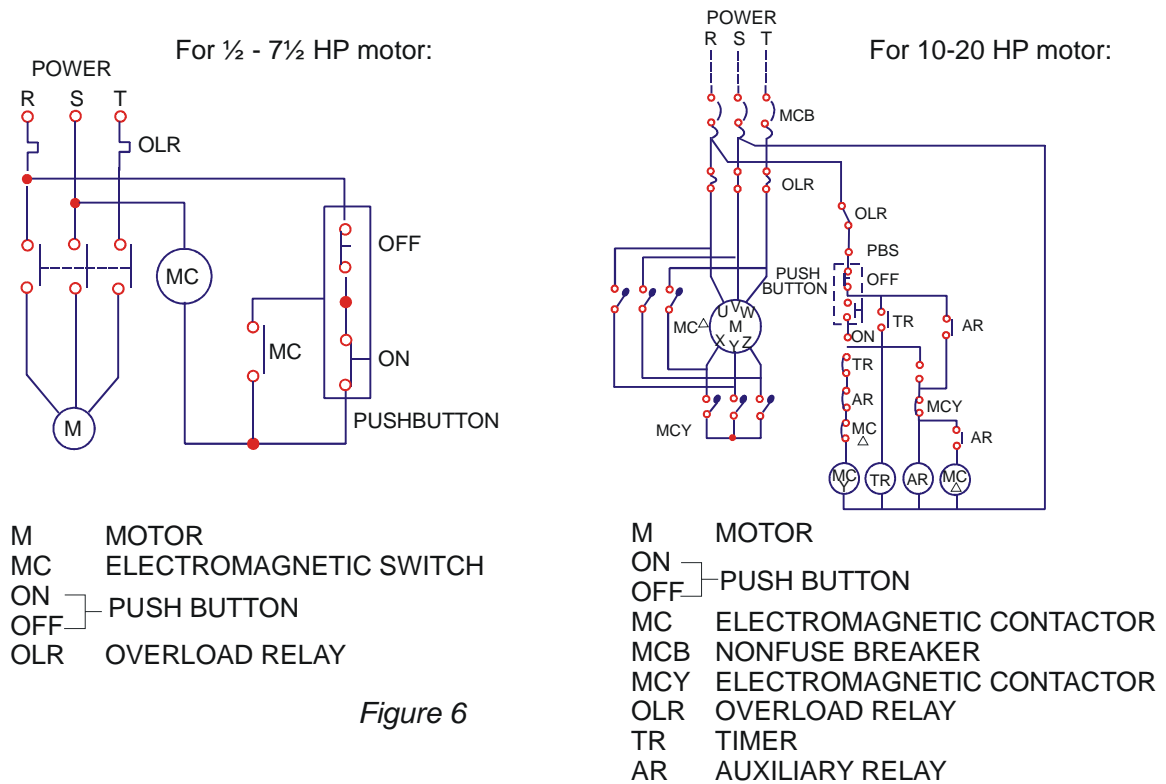 For ½ - 7½ HP motor:
POWER
R S T
OLR
OFF
MC
MC
ON
PUSHBUTTON
M
M MOTOR
MC ELECTROMAGNETIC SWITCH
ON
OFF
PUSH BUTTON
OLR OVERLOAD RELAY
Figure 6
POWER
R S T
For 10-20 HP motor:
MCB
OLR
OLR
PBS
PUSH
BUTTON
OFF
TR
AR
ON
U V W
MC△
M
X Y Z
TR
AR
MCY
MC
△
AR
MCY
MC
Y
TR
AR
MC
△
M MOTOR
ON
OFF
PUSH BUTTON
MC ELECTROMAGNETIC CONTACTOR
MCB NONFUSE BREAKER
MCY ELECTROMAGNETIC CONTACTOR
OLR OVERLOAD RELAY
TR TIMER
AR AUXILIARY RELAY